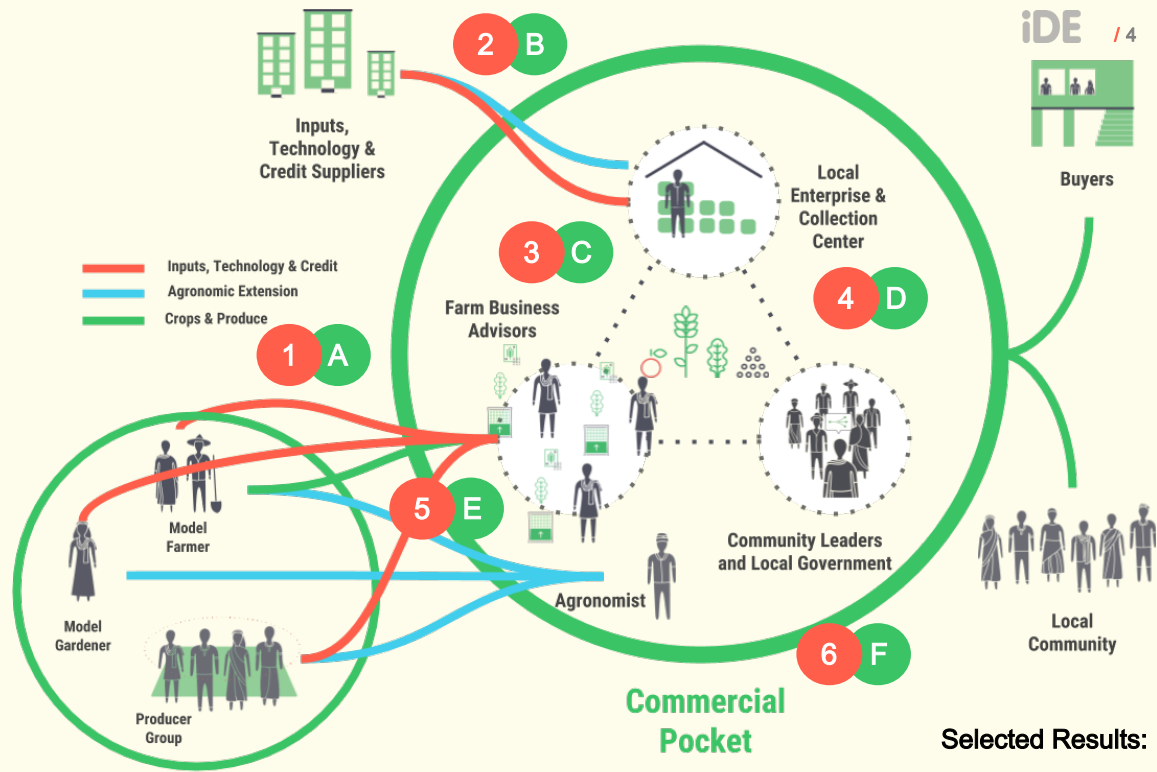 iDE / 4
2 B
Inputs,
Technology &
Credit Suppliers
Local
Enterprise &
Collection
Center
Buyers
3 C
4 D
Inputs, Technology & Credit
Agronomic Extension
Crops & Produce
Farm Business
Advisors
1 A
Model
Farmer
5 E
Community Leaders
and Local Government
Agronomist
Model
Gardener
Local
Community
6 F
Producer
Group
Commercial
Pocket
Selected Results: